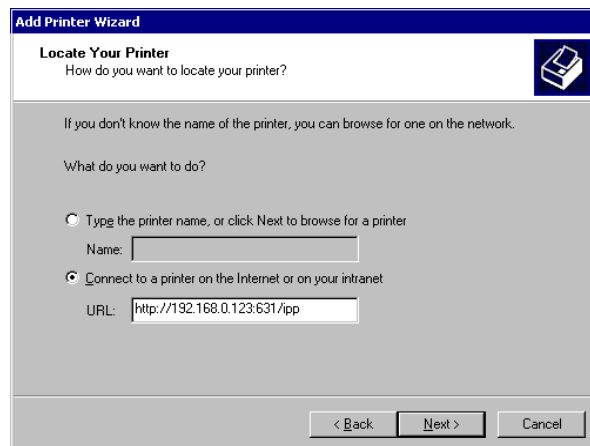 Add Printer Wizard
Locate Your Printer
How do you want to locate your printer?
If you don't know the name of the printer, you can browse for one on the network.
What do you want to do?
Type the printer name, or click Next to browse for a printer
Name:
Connect to a printer on the Internet or on your intranet
URL: http://192.168.0.123:631/ipp
< Back Next > Cancel